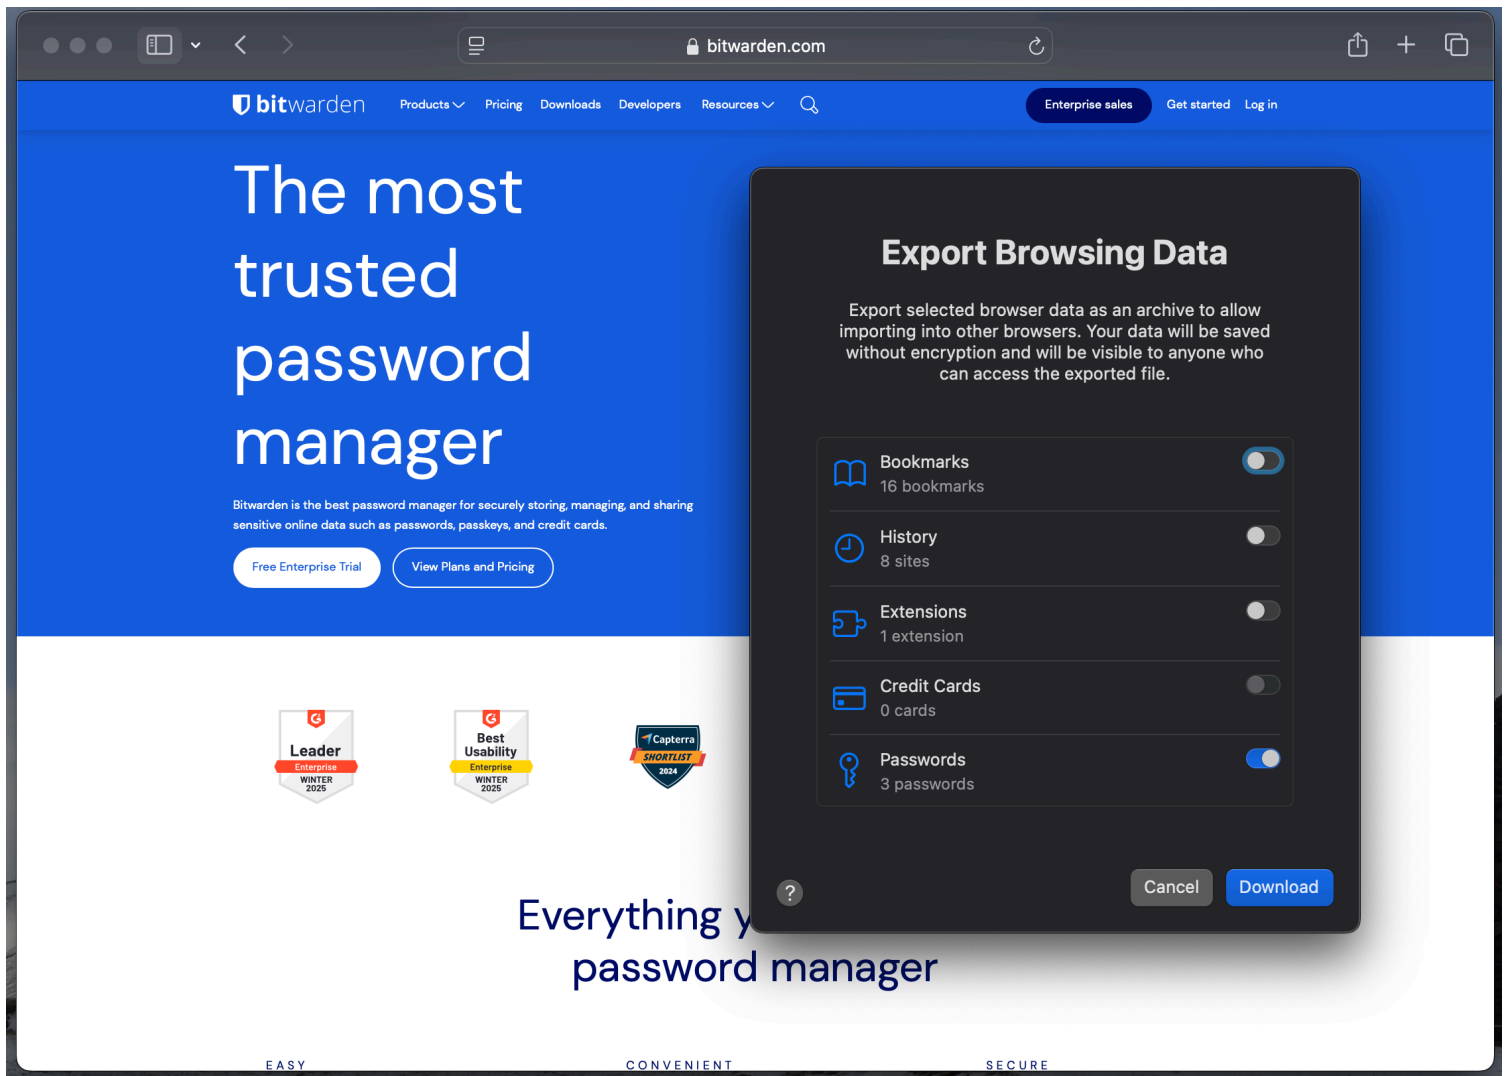 bitwarden.com
bitwarden
Products
Pricing
Downloads
Developers
Resources
Enterprise sales
Get started
Log in
The most
trusted
password
manager
Bitwarden is the best password manager for securely storing, managing, and sharing
sensitive online data such as passwords, passkeys, and credit cards.
Free Enterprise Trial
View Plans and Pricing
Leader
Enterprise
WINTER
2025
Best
Usability
Enterprise
WINTER
2025
Capterra
SHORTLIST
2024
Everything y
password manager
EASY
CONVENIENT
SECURE
Export Browsing Data
Export selected browser data as an archive to allow
importing into other browsers. Your data will be saved
without encryption and will be visible to anyone who
can access the exported file.
Bookmarks
16 bookmarks
History
8 sites
Extensions
1 extension
Credit Cards
0 cards
Passwords
3 passwords
?
Cancel
Download